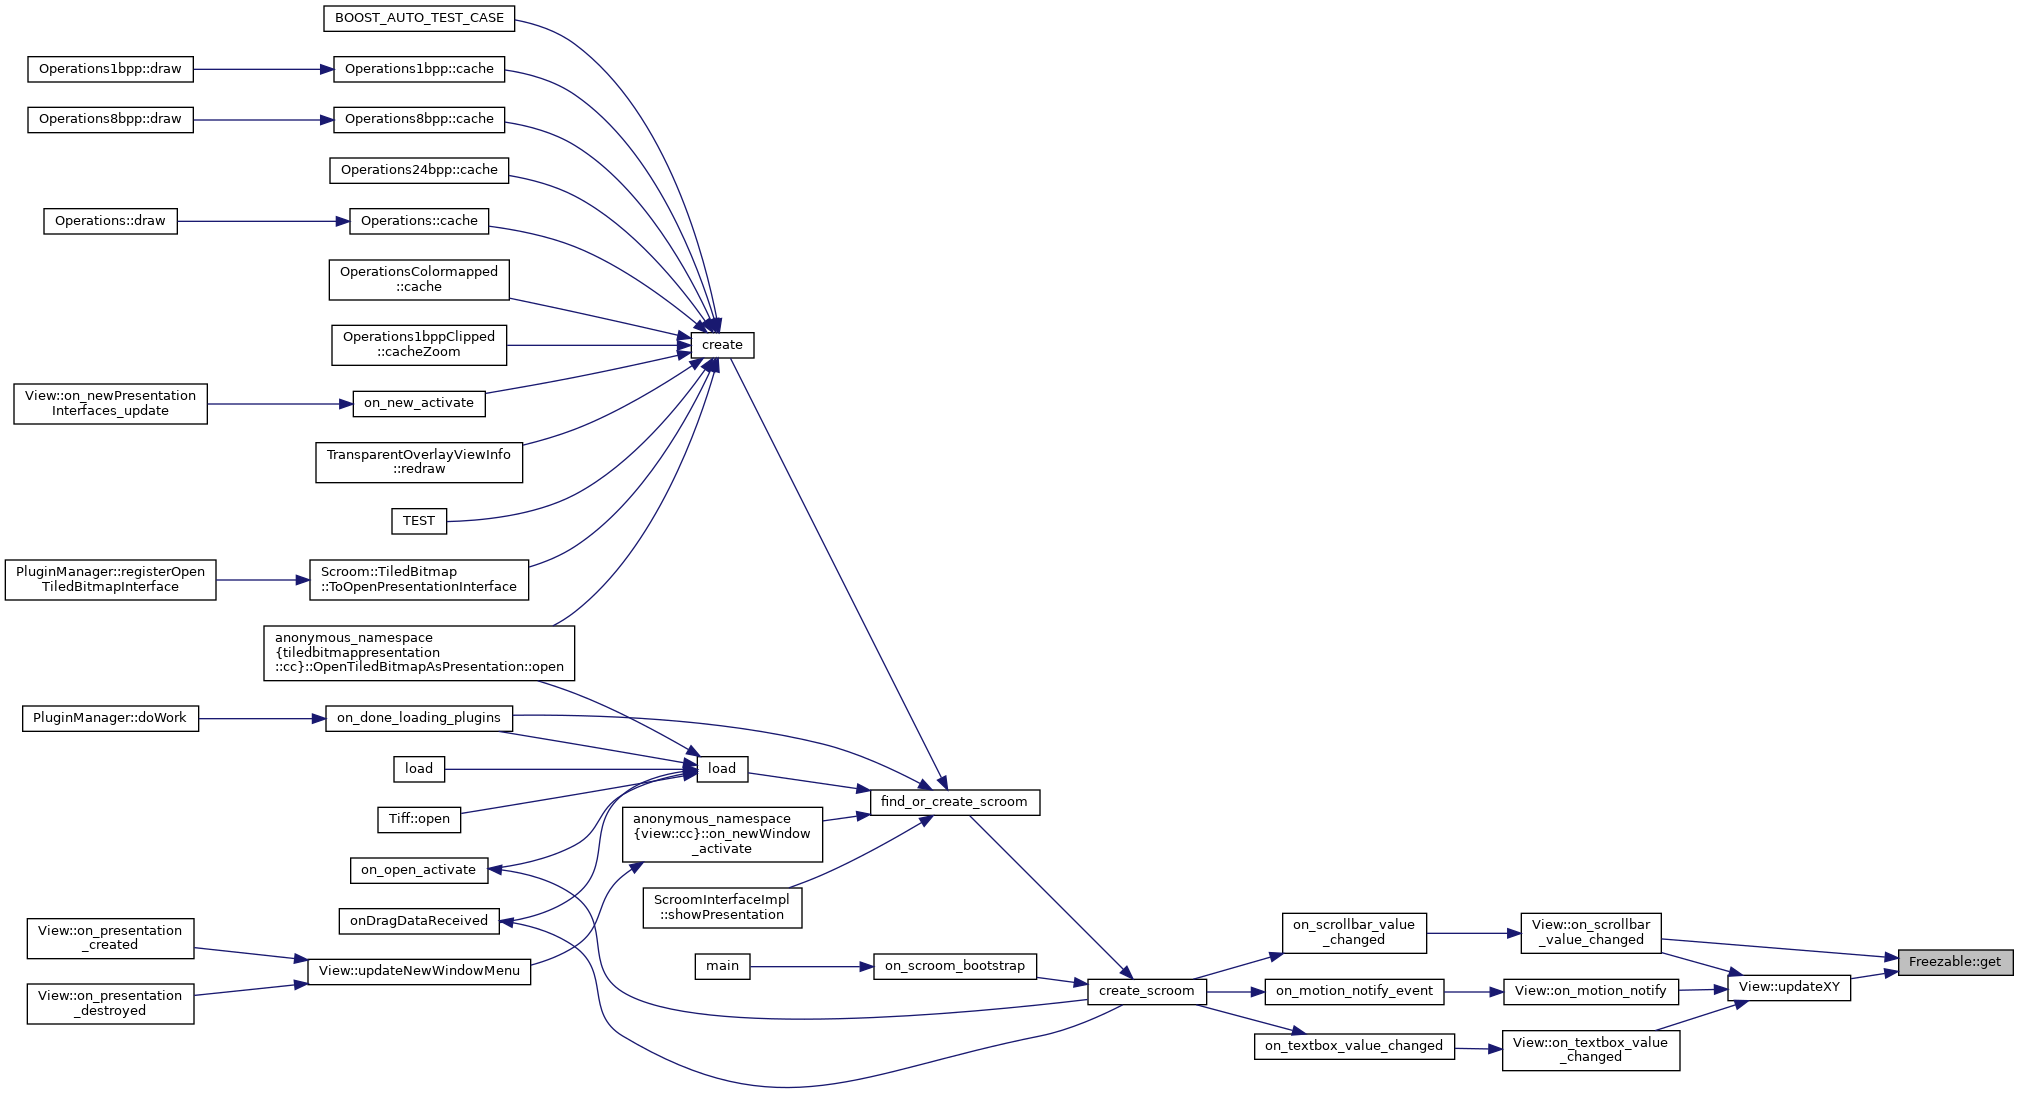 BOOST_AUTO_TEST_CASE
Operations1bpp::draw
Operations1bpp::cache
Operations8bpp::draw
Operations8bpp::cache
Operations24bpp::cache
Operations::draw
Operations::cache
OperationsColormapped
::cache
Operations1bppClipped
::cacheZoom
create
View::on_newPresentation
Interfaces_update
on_new_activate
TransparentOverlayViewInfo
::redraw
TEST
PluginManager::registerOpen
TiledBitmapInterface
Scroom::TiledBitmap
::ToOpenPresentationInterface
anonymous_namespace
{tiledbitmappresentation
::cc}::OpenTiledBitmapAsPresentation::open
PluginManager::doWork
on_done_loading_plugins
load
load
find_or_create_scroom
Tiff::open
anonymous_namespace
{view::cc}::on_newWindow
_activate
on_open_activate
ScroomInterfaceImpl
::showPresentation
onDragDataReceived
View::on_presentation
_created
View::updateNewWindowMenu
View::on_presentation
_destroyed
main
on_scroom_bootstrap
create_scroom
on_scrollbar_value
_changed
View::on_scrollbar
_value_changed
Freezable::get
on_motion_notify_event
View::on_motion_notify
View::updateXY
on_textbox_value_changed
View::on_textbox_value
_changed